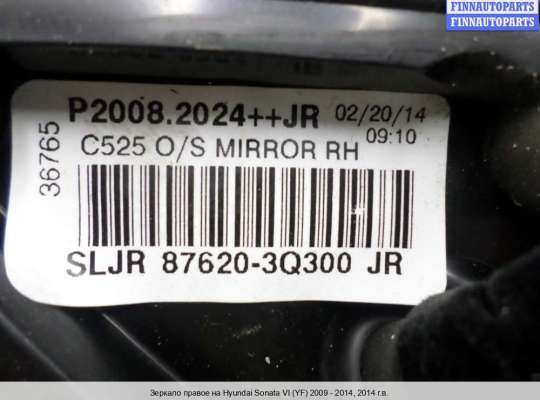 FINNAUTOPARTS
FINNAUTOPARTS
P2008.2024++JR 02/20/14
09:10
36765
C525 O/S MIRROR RH
SLJR 87620-3Q300 JR
Зеркало правое на Hyundai Sonata VI (YF) 2009 - 2014, 2014 г.в.